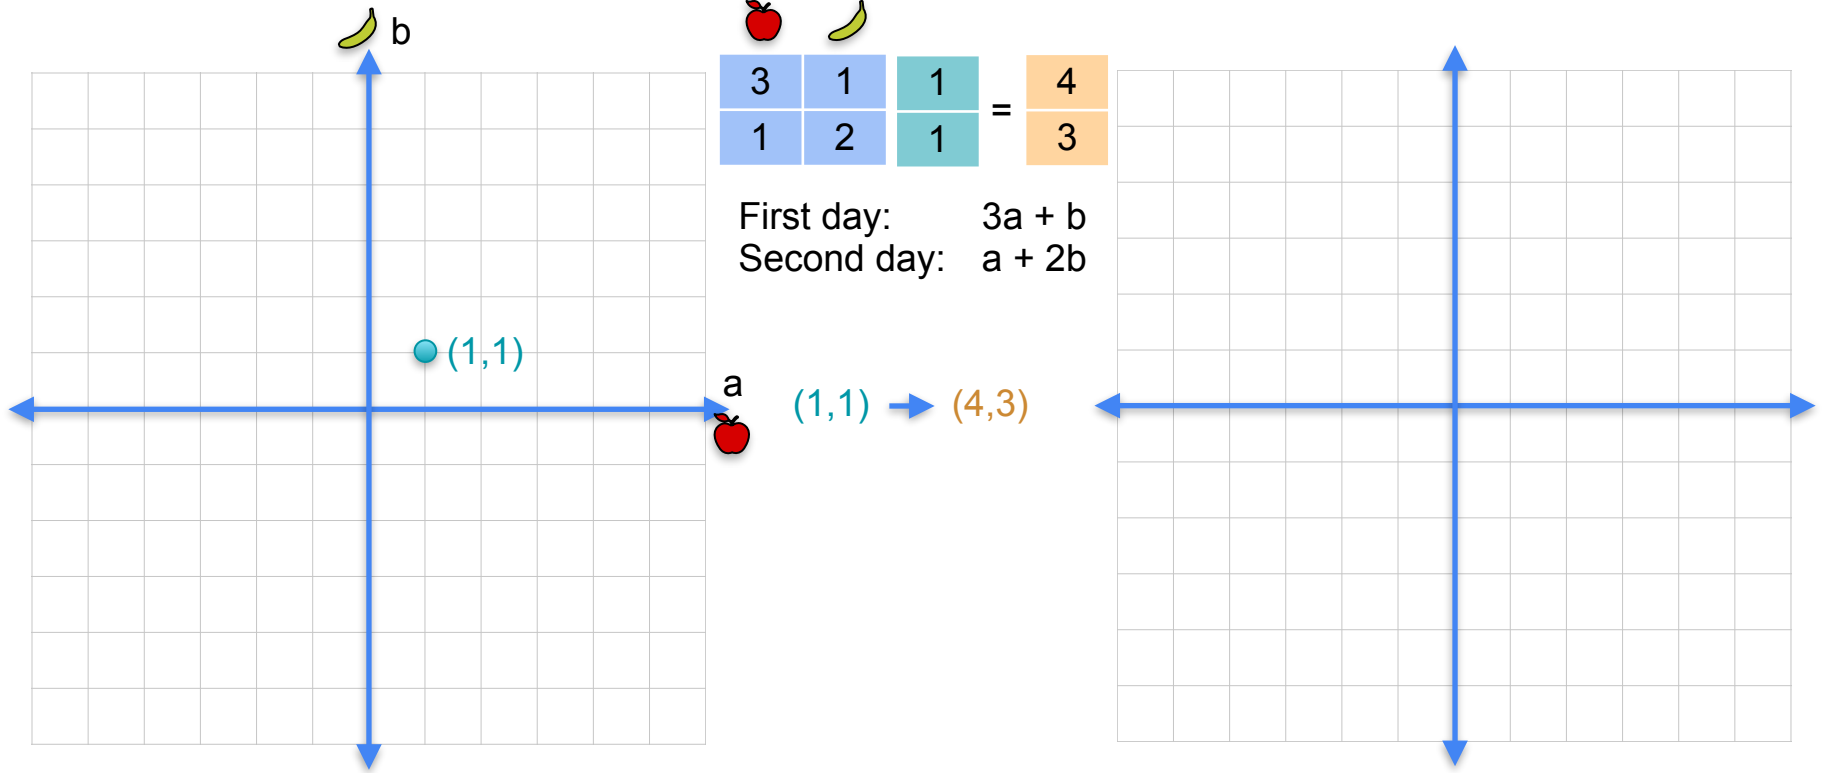 b
3 1 1 = 4
1 2 1 3
First day: 3a + b
Second day: a + 2b
(1,1)
a
(1,1) (4,3)